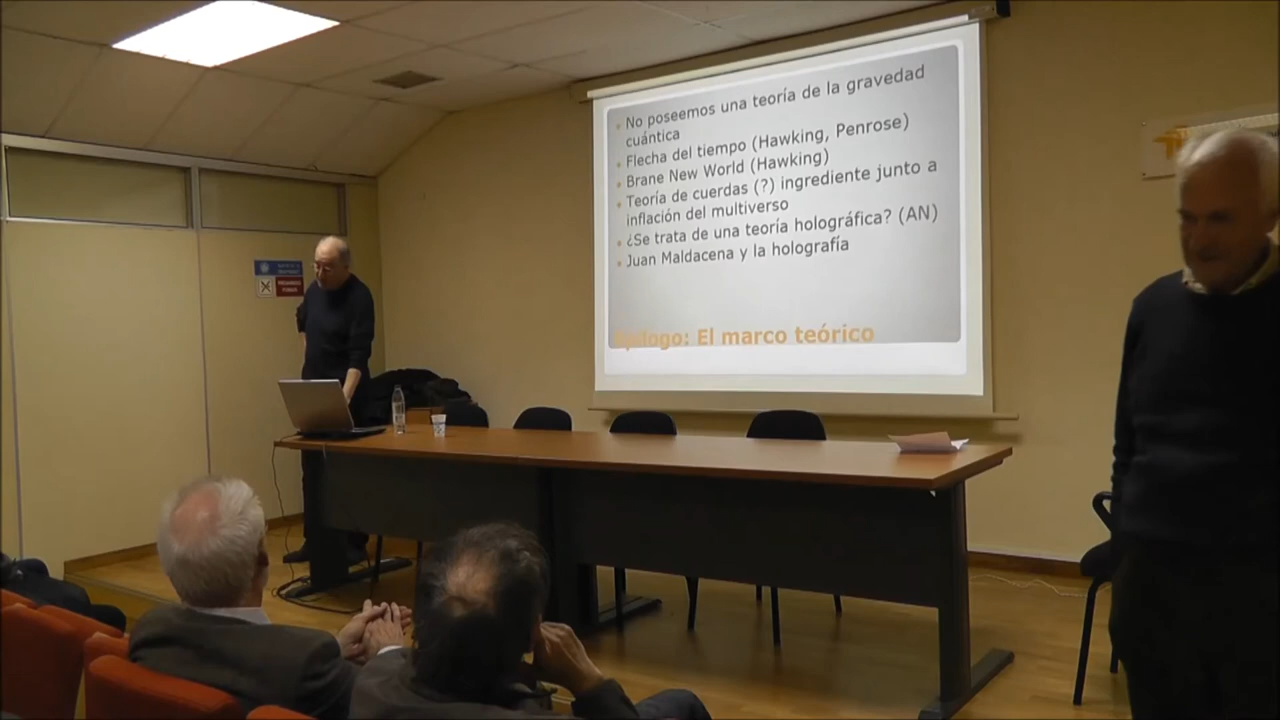 No poseemos una teoría de la gravedad
cuántica
Flecha del tiempo (Hawking, Penrose)
Brane New World (Hawking)
Teoría de cuerdas (?) ingrediente junto a
inflación del multiverso
¿Se trata de una teoría holográfica? (AN)
Juan Maldacena y la holografía
Epílogo: El marco teórico